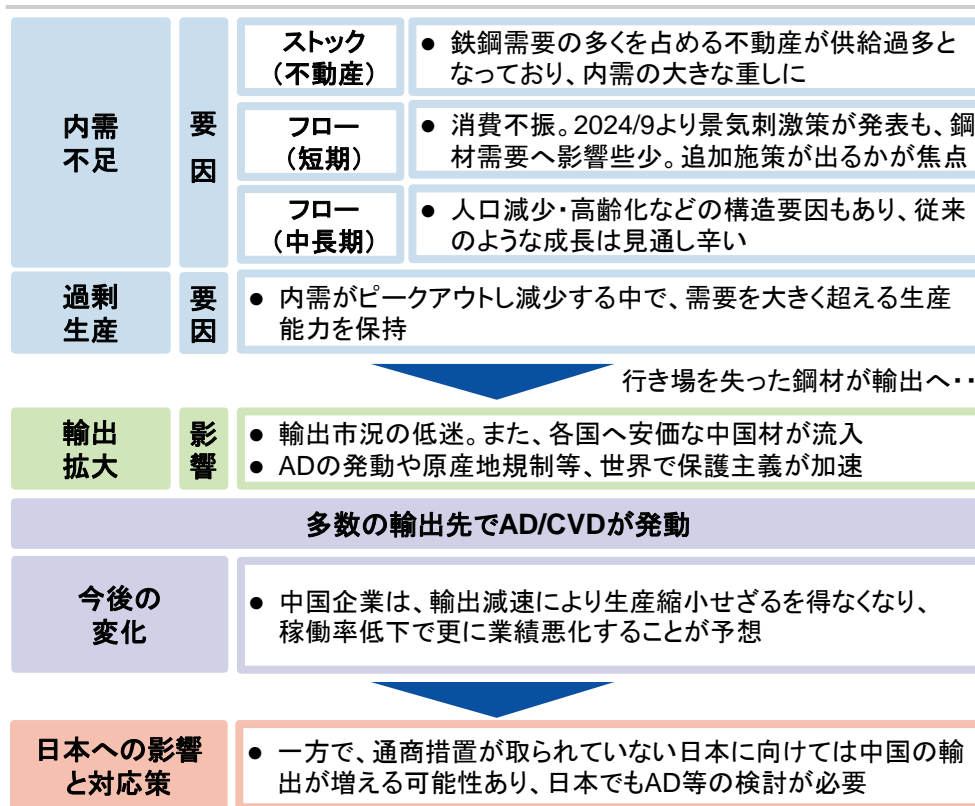 内需
不足
要
因
ストック
（不動産）
● 鉄鋼需要の多くを占める不動産が供給過多と
なっており、内需の大きな重しに
フロー
（短期）
● 消費不振。2024/9より景気刺激策が発表も、鋼
材需要へ影響些少。追加施策が出るかが焦点
フロー
（中長期）
● 人口減少・高齢化などの構造要因もあり、従来
のような成長は見通し辛い
過剰
生産
要
因
● 内需がピークアウトし減少する中で、需要を大きく超える生産
能力を保持
行き場を失った鋼材が輸出へ・・
輸出
拡大
影
響
● 輸出市況の低迷。また、各国へ安価な中国材が流入
● ADの発動や原産地規制等、世界で保護主義が加速
多数の輸出先でAD/CVDが発動
今後の
変化
● 中国企業は、輸出減速により生産縮小せざるを得なくなり、
稼働率低下で更に業績悪化することが予想
日本への影響
と対応策
● 一方で、通商措置が取られていない日本に向けては中国の輸
出が増える可能性あり、日本でもAD等の検討が必要